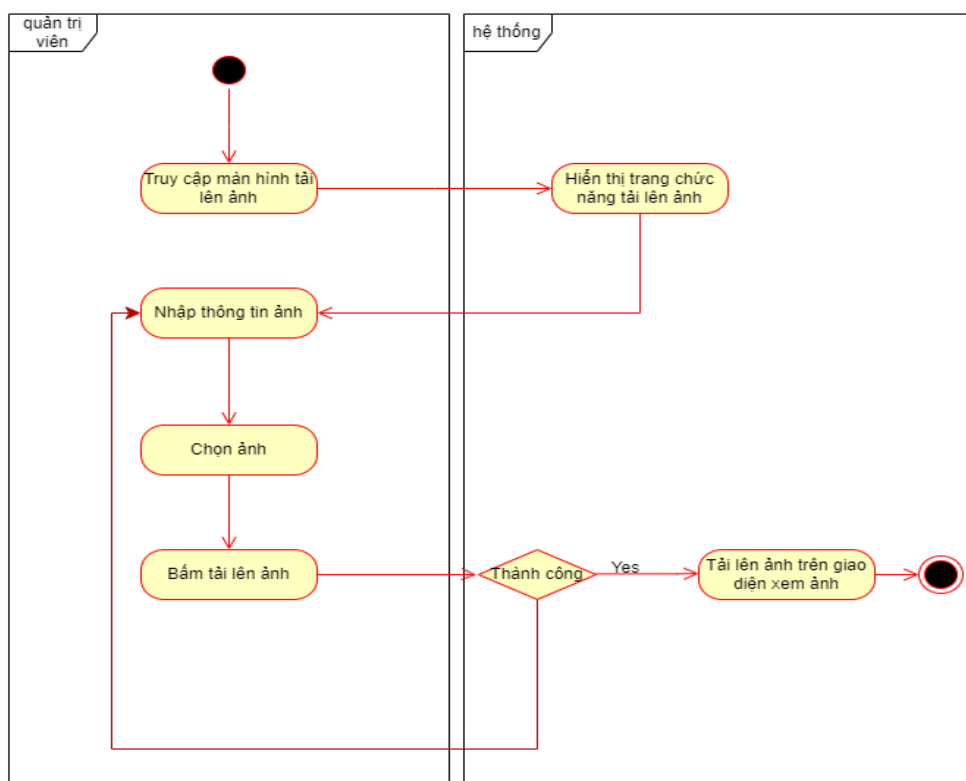 quản trị
viên
hệ thống
Truy cập màn hình tải
lên ảnh
Hiển thị trang chức
năng tải lên ảnh
Nhập thông tin ảnh
Chọn ảnh
Bấm tải lên ảnh
Thành công
Yes
Tải lên ảnh trên giao
diện xem ảnh